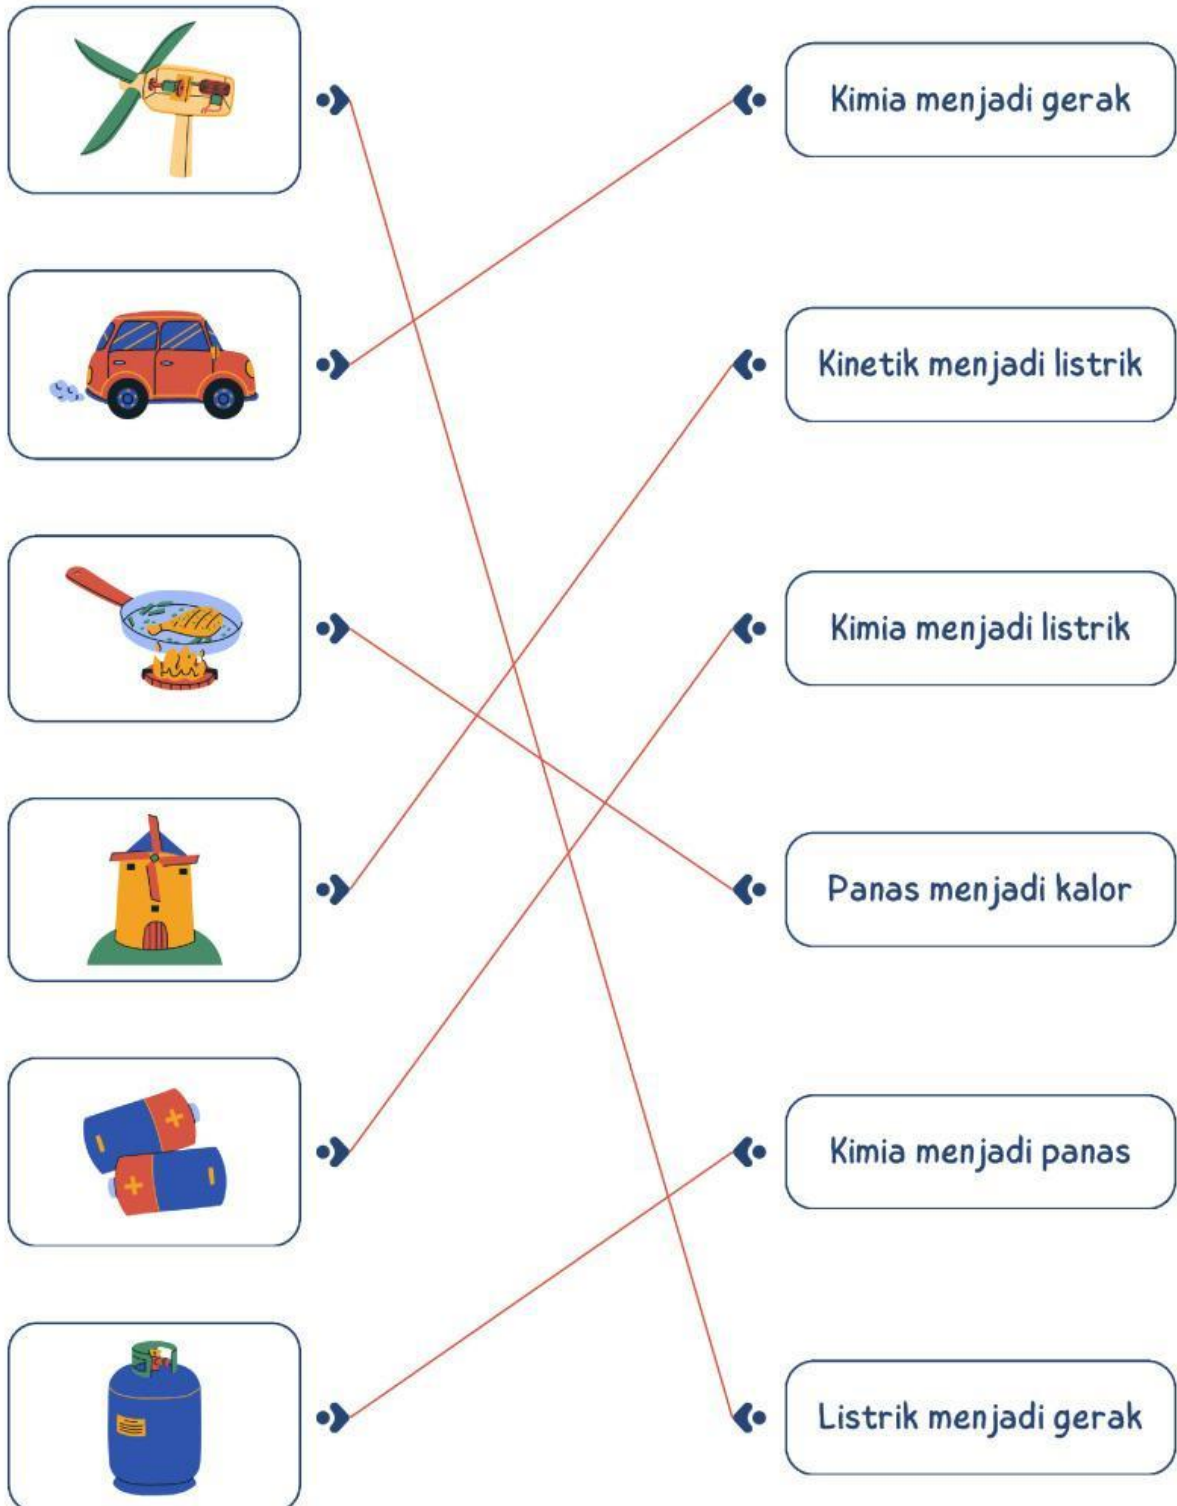 Kimia menjadi gerak
Kinetik menjadi listrik
Kimia menjadi listrik
Panas menjadi kalor
Kimia menjadi panas
Listrik menjadi gerak